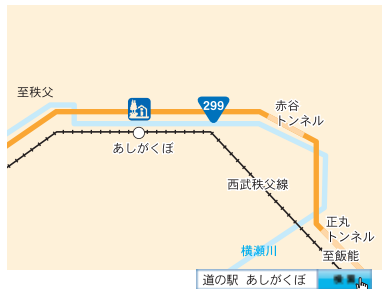 至秩父
299
赤谷
トンネル
あしがくぼ
西武秩父線
正丸
トンネル
横瀬川
至飯能
道の駅 あしがくぼ